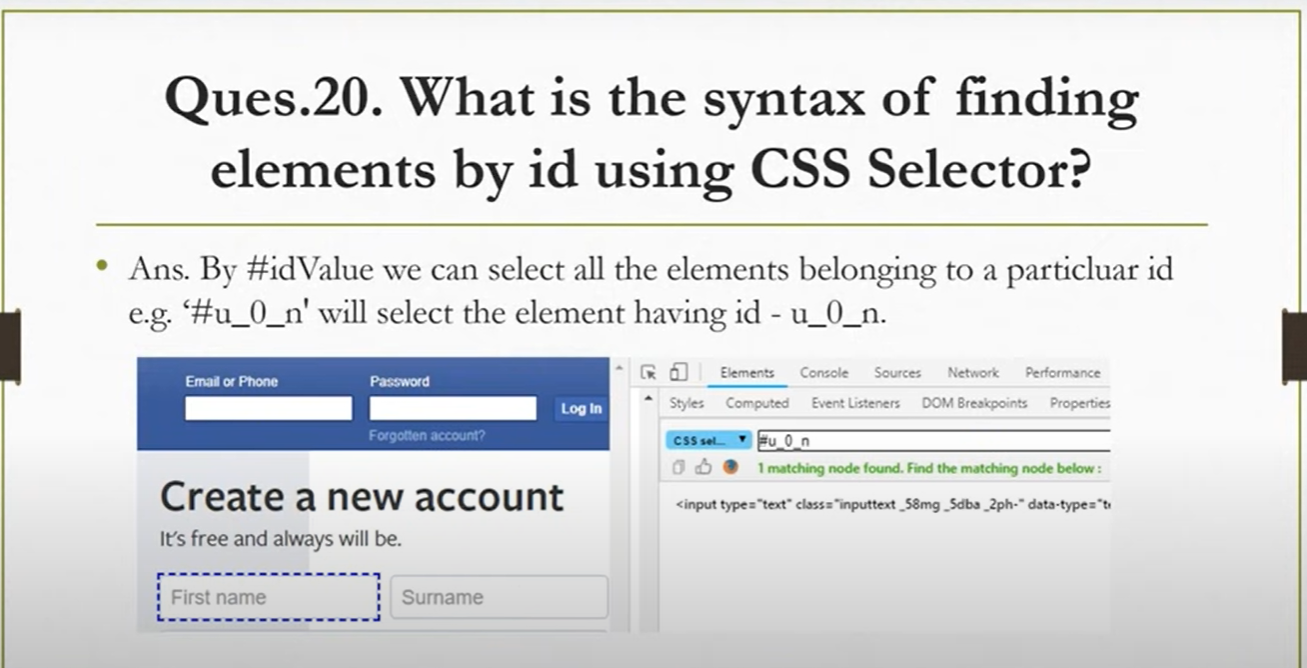 Ques.20. What is the syntax of finding
elements by id using CSS Selector?
• Ans. By #idValue we can select all the elements belonging to a particluar id
e.g. ‘#u_0_n' will select the element having id - u_0_n.
Email or Phone
Password
Log In
Forgotten account?
Create a new account
It's free and always will be.
First name
Surname
Elements Console Sources Network Performance
Styles Computed Event Listeners DOM Breakpoints Properties
CSS sel... #u_0_n
1 matching node found. Find the matching node below :
<input type="text" class="inputtext _58mg _5dba _2ph-" data-type="te